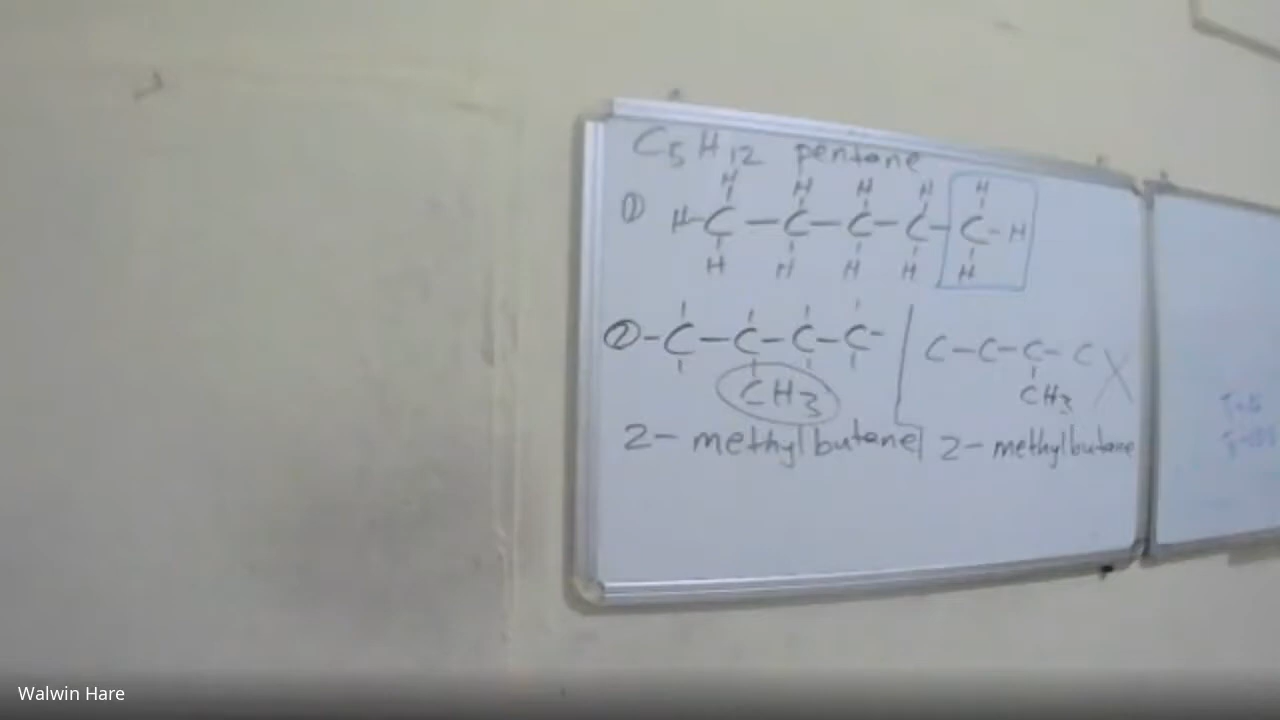 C5H12 pentane
H H H H H
① H-C-C-C-C-C-H
H H H H H
②-C-C-C-C-
CH3
2-methylbutane
C-C-C-C X
CH3
2-methylbutane
Walwin Hare